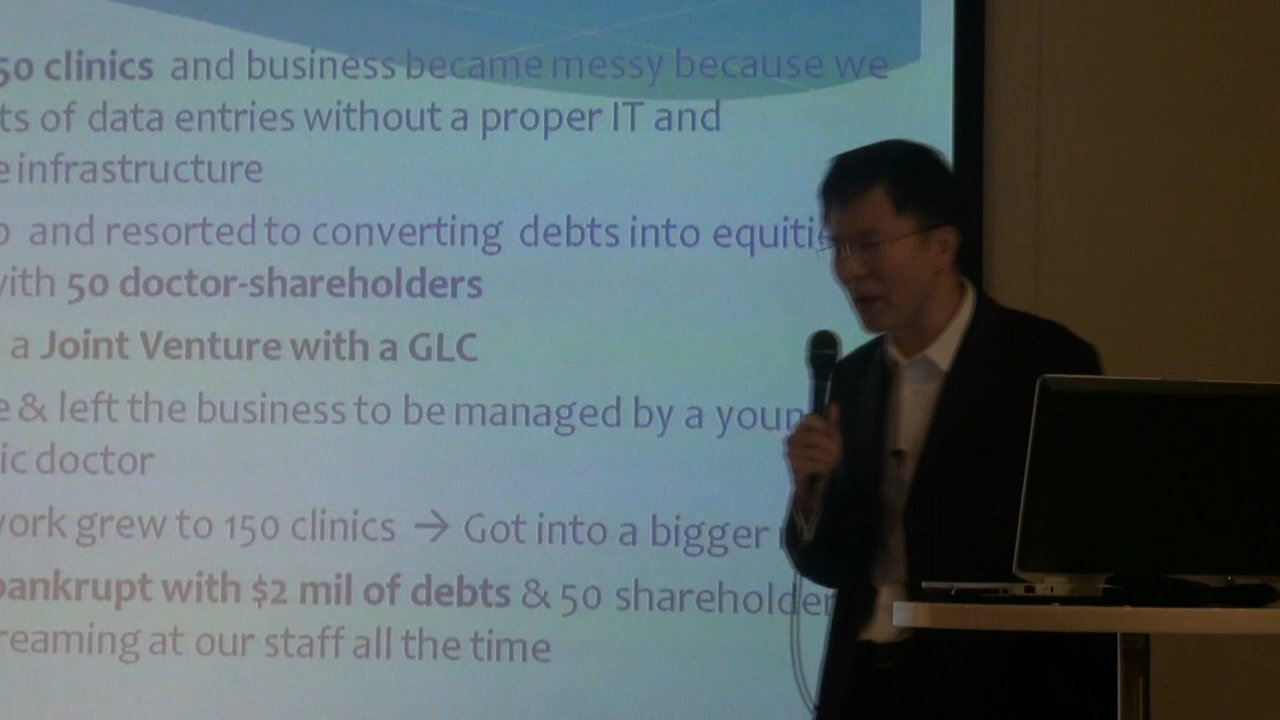 50 clinics and business became messy because we
ts of data entries without a proper IT and
e infrastructure
and resorted to converting debts into equiti
with 50 doctor-shareholders
a Joint Venture with a GLC
e & left the business to be managed by a youn
ic doctor
work grew to 150 clinics → Got into a bigger
bankrupt with $2 mil of debts & 50 shareholder
reaming at our staff all the time